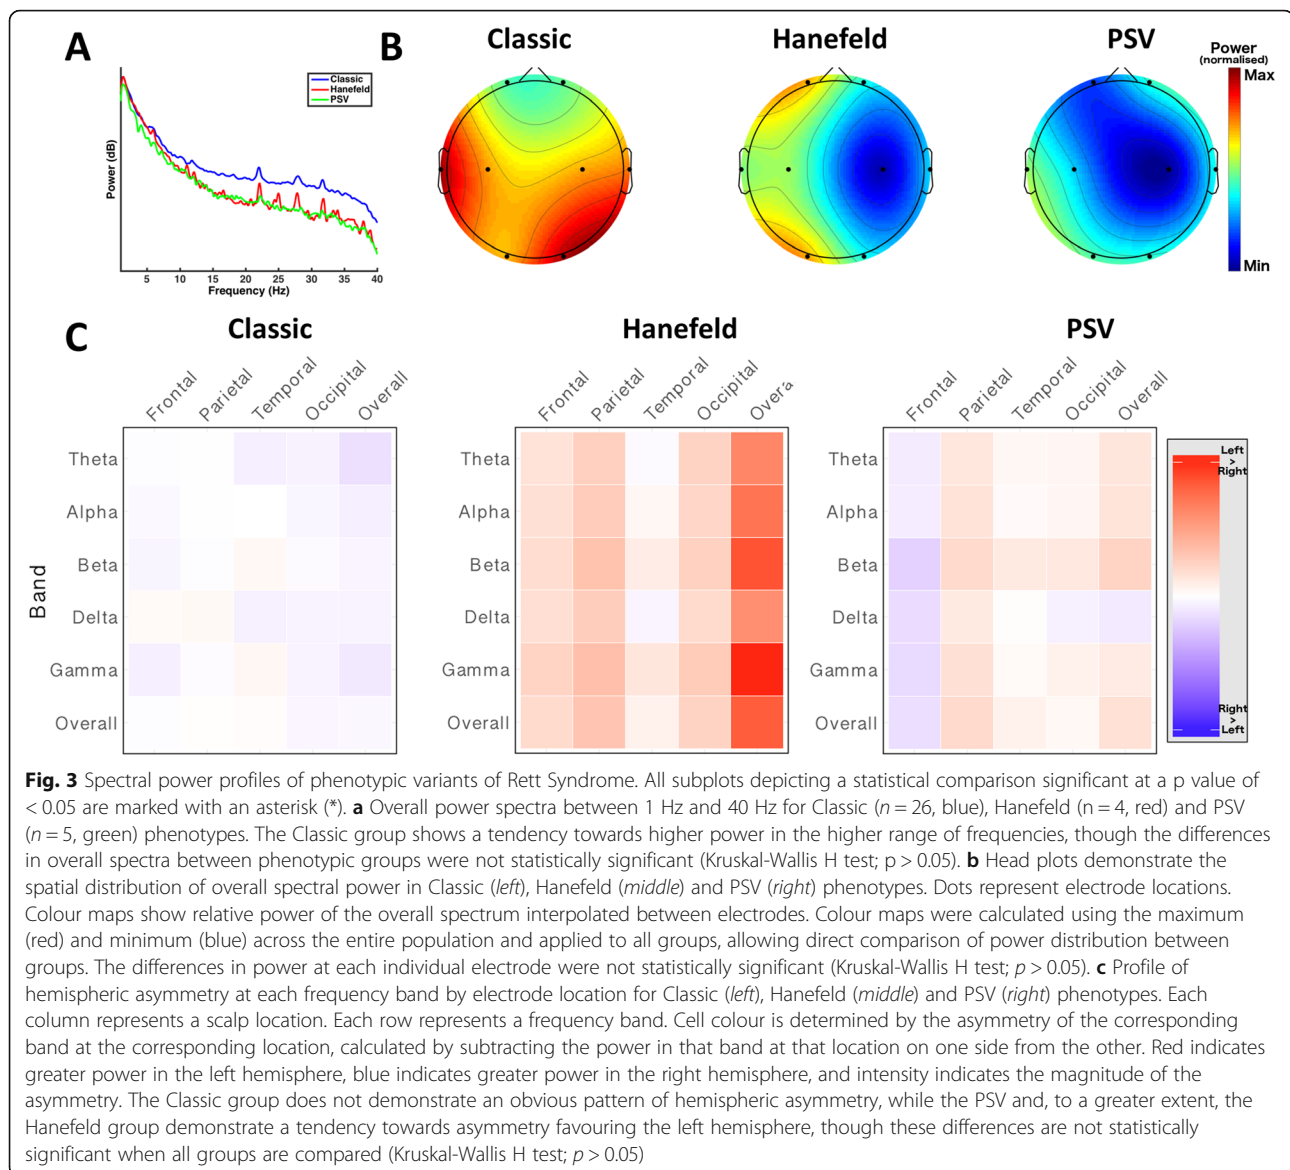 A
B
Classic
Hanefeld
PSV
Power
(normalised)
Max
Min
Classic
Hanefeld
PSV
Power (dB)
5 10 15 20 25 30 35 40
Frequency (Hz)
C
Classic
Hanefeld
PSV
Frontal Parietal Temporal Occipital Overall
Frontal Parietal Temporal Occipital Overa
Frontal Parietal Temporal Occipital Overall
Band
Theta
Alpha
Beta
Delta
Gamma
Overall
Theta
Alpha
Beta
Delta
Gamma
Overall
Theta
Alpha
Beta
Delta
Gamma
Overall
Left
>
Right
Right
>
Left
Fig. 3 Spectral power profiles of phenotypic variants of Rett Syndrome. All subplots depicting a statistical comparison significant at a p value of
< 0.05 are marked with an asterisk (*). a Overall power spectra between 1 Hz and 40 Hz for Classic (n = 26, blue), Hanefeld (n = 4, red) and PSV
(n = 5, green) phenotypes. The Classic group shows a tendency towards higher power in the higher range of frequencies, though the differences
in overall spectra between phenotypic groups were not statistically significant (Kruskal-Wallis H test; p > 0.05). b Head plots demonstrate the
spatial distribution of overall spectral power in Classic (left), Hanefeld (middle) and PSV (right) phenotypes. Dots represent electrode locations.
Colour maps show relative power of the overall spectrum interpolated between electrodes. Colour maps were calculated using the maximum
(red) and minimum (blue) across the entire population and applied to all groups, allowing direct comparison of power distribution between
groups. The differences in power at each individual electrode were not statistically significant (Kruskal-Wallis H test; p > 0.05). c Profile of
hemispheric asymmetry at each frequency band by electrode location for Classic (left), Hanefeld (middle) and PSV (right) phenotypes. Each
column represents a scalp location. Each row represents a frequency band. Cell colour is determined by the asymmetry of the corresponding
band at the corresponding location, calculated by subtracting the power in that band at that location on one side from the other. Red indicates
greater power in the left hemisphere, blue indicates greater power in the right hemisphere, and intensity indicates the magnitude of the
asymmetry. The Classic group does not demonstrate an obvious pattern of hemispheric asymmetry, while the PSV and, to a greater extent, the
Hanefeld group demonstrate a tendency towards asymmetry favouring the left hemisphere, though these differences are not statistically
significant when all groups are compared (Kruskal-Wallis H test; p > 0.05)